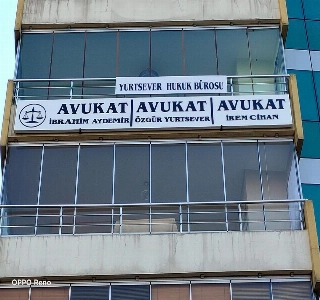 YURTSEVER HUKUK BÜROSU
AVUKAT AVUKAT AVUKAT
İBRAHİM AYDEMİR ÖZGÜR YURTSEVER İREM CİHAN
OPPO Reno